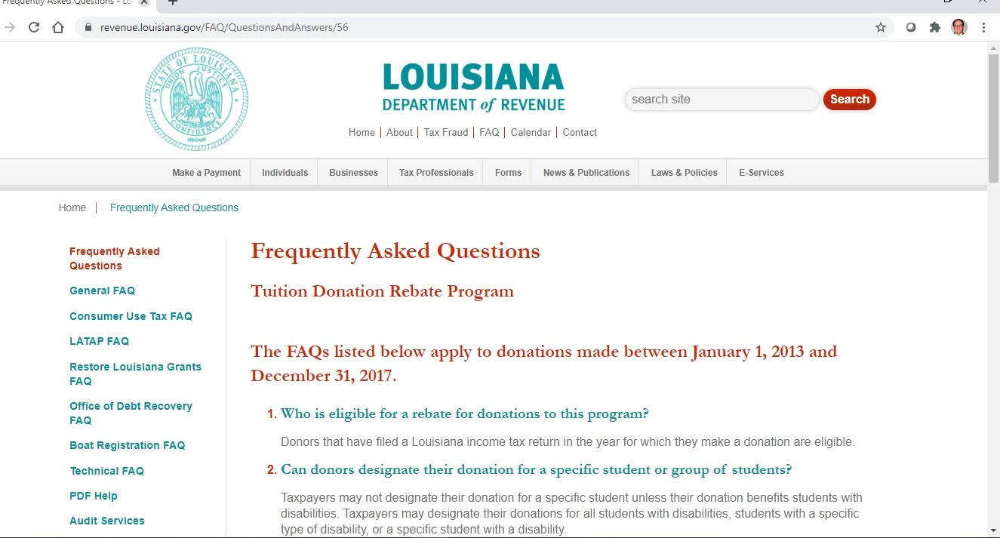 Frequently Asked Questions - Lo
revenue.louisiana.gov/FAQ/QuestionsAndAnswers/56
STATE OF LOUISIANA
UNION JUSTICE
CONFIDENCE
LOUISIANA
DEPARTMENT of REVENUE
search site
Search
Home | About | Tax Fraud | FAQ | Calendar | Contact
Make a Payment
Individuals
Businesses
Tax Professionals
Forms
News & Publications
Laws & Policies
E-Services
Home | Frequently Asked Questions
Frequently Asked
Questions
General FAQ
Consumer Use Tax FAQ
LATAP FAQ
Restore Louisiana Grants
FAQ
Office of Debt Recovery
FAQ
Boat Registration FAQ
Technical FAQ
PDF Help
Audit Services
Frequently Asked Questions
Tuition Donation Rebate Program
The FAQs listed below apply to donations made between January 1, 2013 and
December 31, 2017.
1. Who is eligible for a rebate for donations to this program?
Donors that have filed a Louisiana income tax return in the year for which they make a donation are eligible.
2. Can donors designate their donation for a specific student or group of students?
Taxpayers may not designate their donation for a specific student unless their donation benefits students with
disabilities. Taxpayers may designate their donations for all students with disabilities, students with a specific
type of disability, or a specific student with a disability.